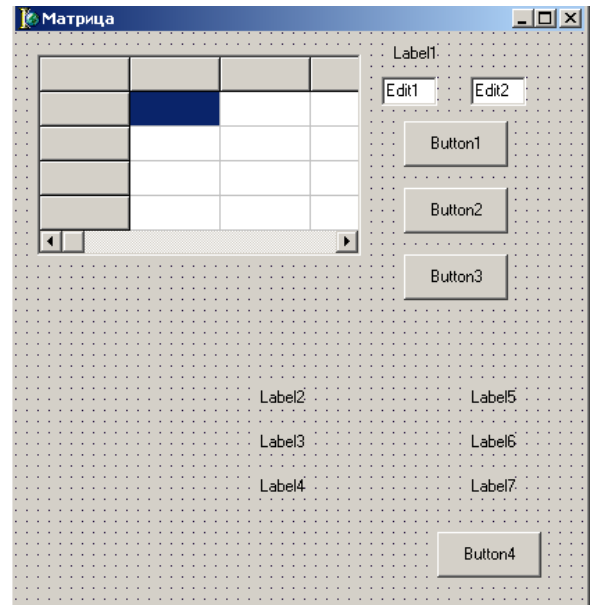 Матрица
Label1
Edit1 Edit2
Button1
Button2
Button3
Label2 Label5
Label3 Label6
Label4 Label7
Button4